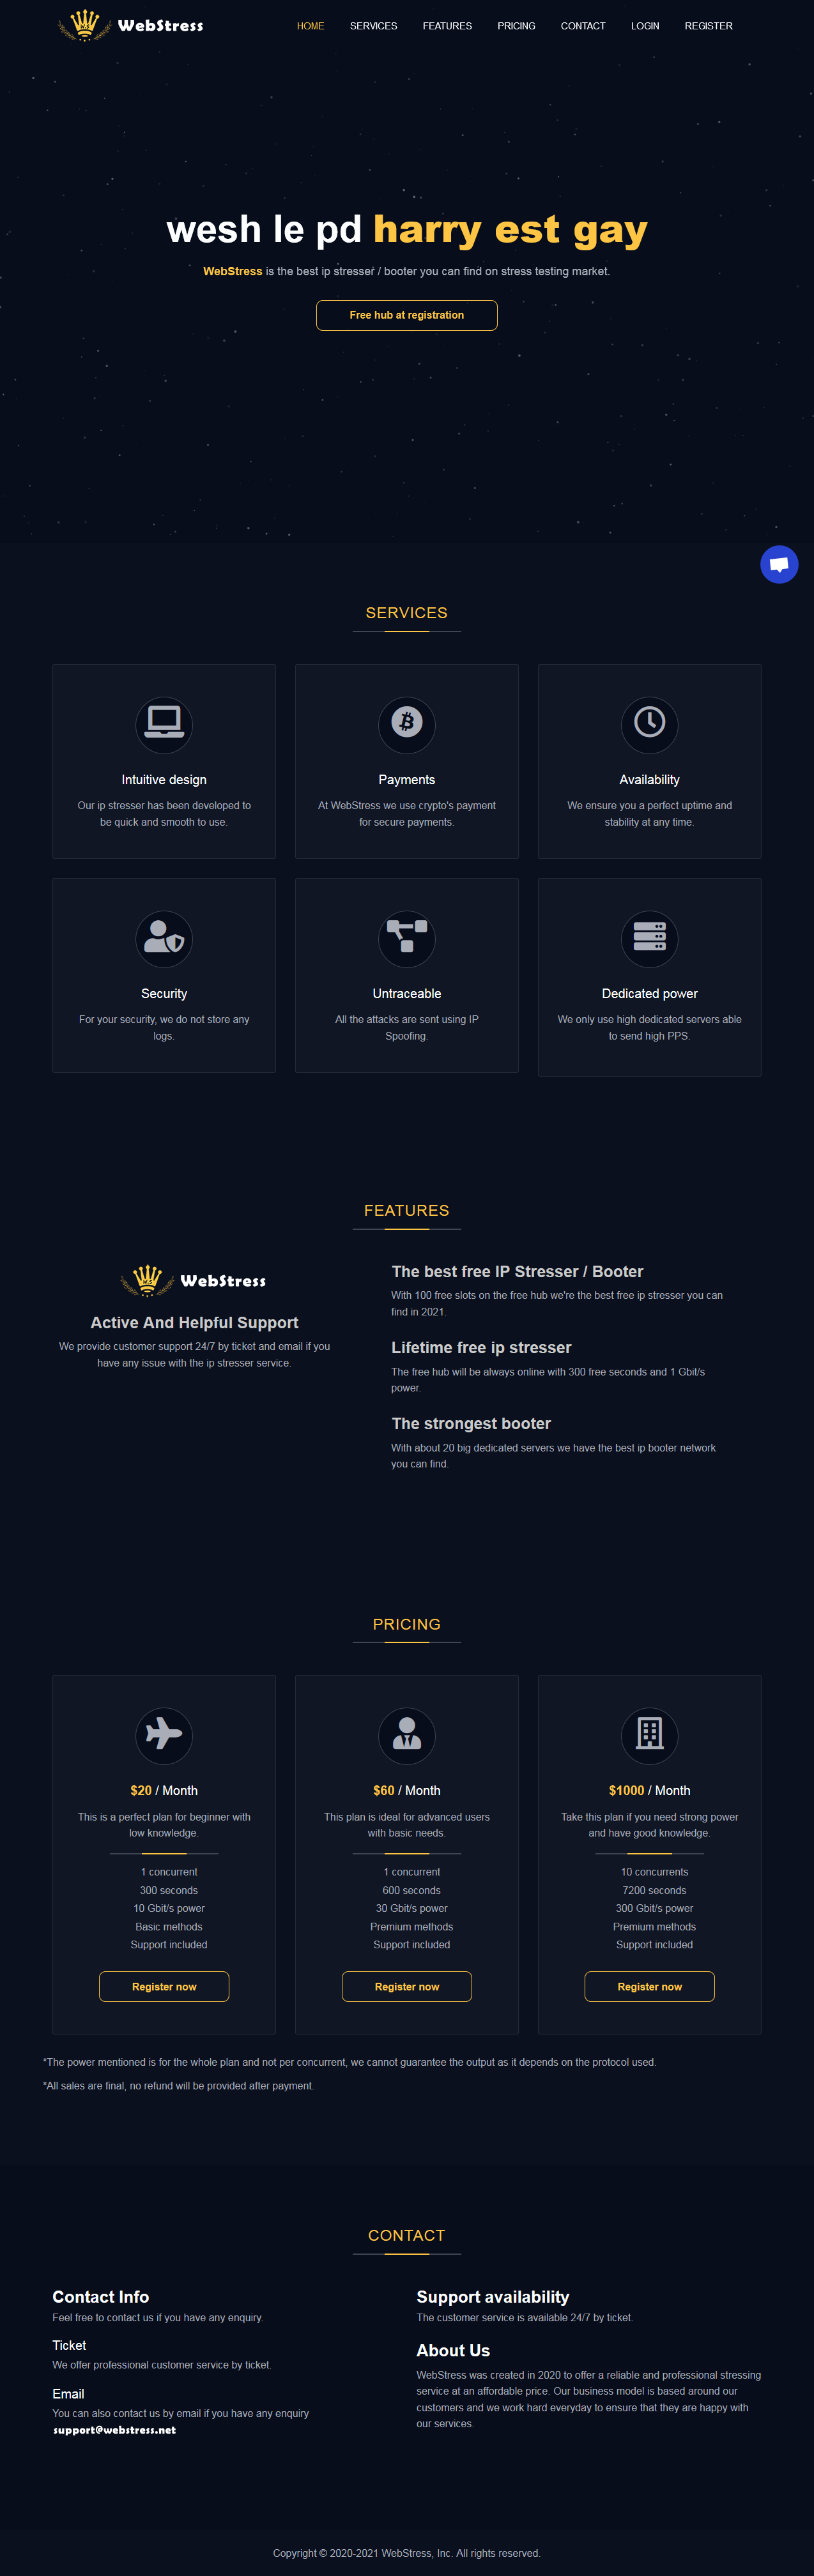 WebStress
HOME SERVICES FEATURES PRICING CONTACT LOGIN REGISTER
wesh le pd harry est gay
WebStress is the best ip stresser / booter you can find on stress testing market.
Free hub at registration
SERVICES
Intuitive design
Our ip stresser has been developed to
be quick and smooth to use.
Payments
At WebStress we use crypto's payment
for secure payments.
Availability
We ensure you a perfect uptime and
stability at any time.
Security
For your security, we do not store any
logs.
Untraceable
All the attacks are sent using IP
Spoofing.
Dedicated power
We only use high dedicated servers able
to send high PPS.
FEATURES
WebStress
Active And Helpful Support
We provide customer support 24/7 by ticket and email if you
have any issue with the ip stresser service.
The best free IP Stresser / Booter
With 100 free slots on the free hub we're the best free ip stresser you can
find in 2021.
Lifetime free ip stresser
The free hub will be always online with 300 free seconds and 1 Gbit/s
power.
The strongest booter
With about 20 big dedicated servers we have the best ip booter network
you can find.
PRICING
$20 / Month
This is a perfect plan for beginner with
low knowledge.
1 concurrent
300 seconds
10 Gbit/s power
Basic methods
Support included
Register now
$60 / Month
This plan is ideal for advanced users
with basic needs.
1 concurrent
600 seconds
30 Gbit/s power
Premium methods
Support included
Register now
$1000 / Month
Take this plan if you need strong power
and have good knowledge.
10 concurrents
7200 seconds
300 Gbit/s power
Premium methods
Support included
Register now
*The power mentioned is for the whole plan and not per concurrent, we cannot guarantee the output as it depends on the protocol used.
*All sales are final, no refund will be provided after payment.
CONTACT
Contact Info
Feel free to contact us if you have any enquiry.
Ticket
We offer professional customer service by ticket.
Email
You can also contact us by email if you have any enquiry
support@webstress.net
Support availability
The customer service is available 24/7 by ticket.
About Us
WebStress was created in 2020 to offer a reliable and professional stressing
service at an affordable price. Our business model is based around our
customers and we work hard everyday to ensure that they are happy with
our services.
Copyright © 2020-2021 WebStress, Inc. All rights reserved.